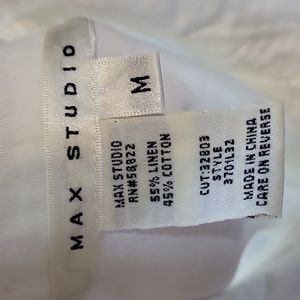 MAX STUDIO
M
MAX STUDIO
RN#58822
55% LINEN
45% COTTON
CUT:32803
STYLE
3701L32
MADE IN CHINA
CARE ON REVERSE